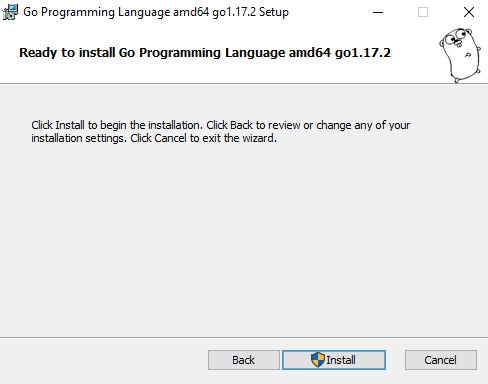 Go Programming Language amd64 go1.17.2 Setup
Ready to install Go Programming Language amd64 go1.17.2
Click Install to begin the installation. Click Back to review or change any of your
installation settings. Click Cancel to exit the wizard.
Back
Install
Cancel